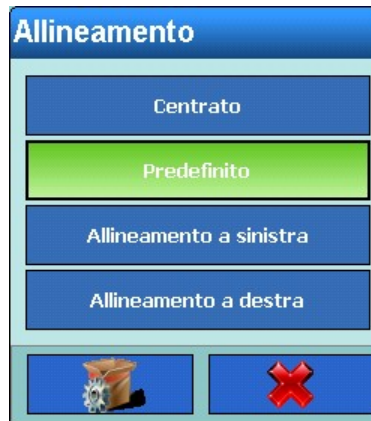 Allineamento
Centrato
Predefinito
Allineamento a sinistra
Allineamento a destra